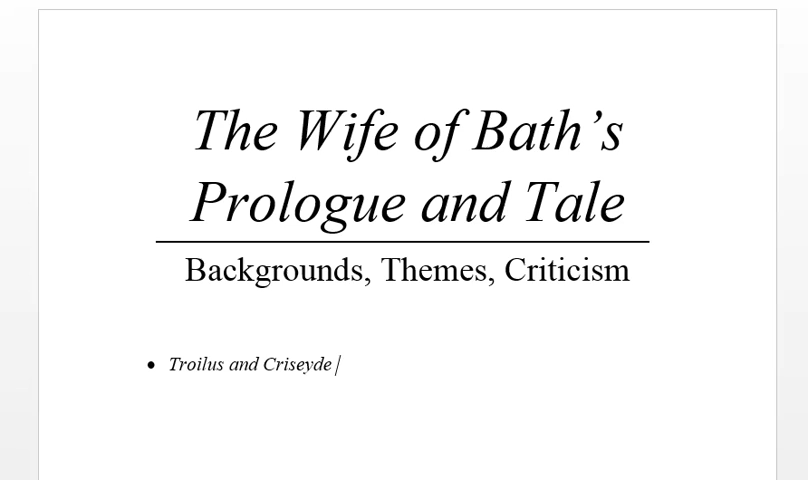 The Wife of Bath’s
Prologue and Tale
Backgrounds, Themes, Criticism
• Troilus and Criseyde